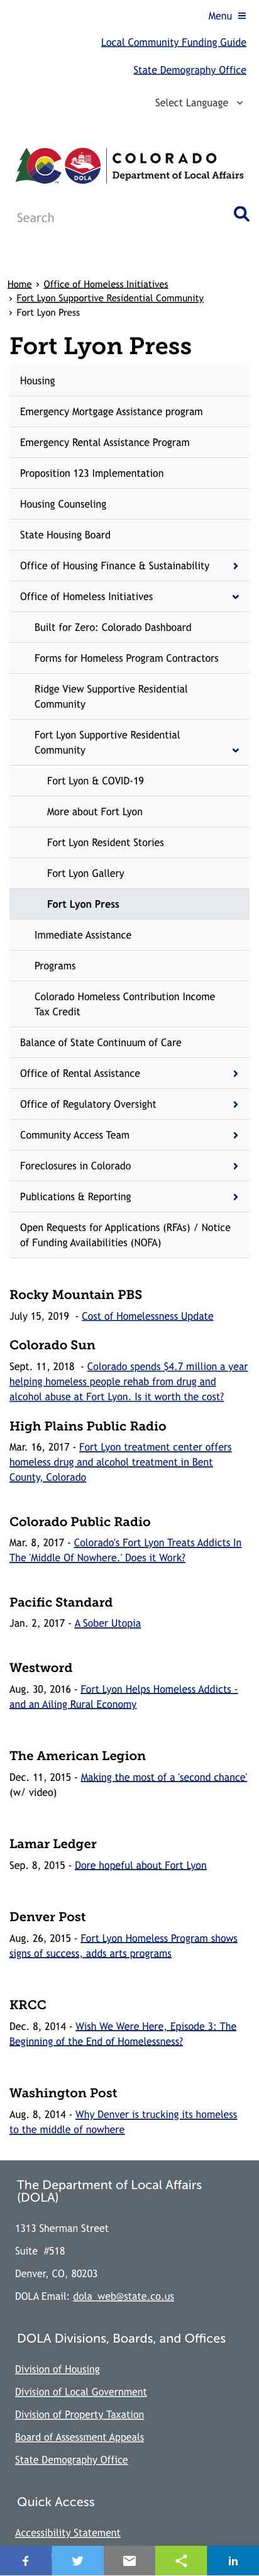 Menu
Local Community Funding Guide
State Demography Office
Select Language
COLORADO
Department of Local Affairs
CO
DOLA
Search
Home › Office of Homeless Initiatives
› Fort Lyon Supportive Residential Community
› Fort Lyon Press
Fort Lyon Press
Housing
Emergency Mortgage Assistance program
Emergency Rental Assistance Program
Proposition 123 Implementation
Housing Counseling
State Housing Board
Office of Housing Finance & Sustainability
Office of Homeless Initiatives
Built for Zero: Colorado Dashboard
Forms for Homeless Program Contractors
Ridge View Supportive Residential
Community
Fort Lyon Supportive Residential
Community
Fort Lyon & COVID-19
More about Fort Lyon
Fort Lyon Resident Stories
Fort Lyon Gallery
Fort Lyon Press
Immediate Assistance
Programs
Colorado Homeless Contribution Income
Tax Credit
Balance of State Continuum of Care
Office of Rental Assistance
Office of Regulatory Oversight
Community Access Team
Foreclosures in Colorado
Publications & Reporting
Open Requests for Applications (RFAs) / Notice
of Funding Availabilities (NOFA)
Rocky Mountain PBS
July 15, 2019 - Cost of Homelessness Update
Colorado Sun
Sept. 11, 2018 - Colorado spends $4.7 million a year
helping homeless people rehab from drug and
alcohol abuse at Fort Lyon. Is it worth the cost?
High Plains Public Radio
Mar. 16, 2017 - Fort Lyon treatment center offers
homeless drug and alcohol treatment in Bent
County, Colorado
Colorado Public Radio
Mar. 8, 2017 - Colorado's Fort Lyon Treats Addicts In
The 'Middle Of Nowhere.' Does it Work?
Pacific Standard
Jan. 2, 2017 - A Sober Utopia
Westword
Aug. 30, 2016 - Fort Lyon Helps Homeless Addicts -
and an Ailing Rural Economy
The American Legion
Dec. 11, 2015 - Making the most of a 'second chance'
(w/ video)
Lamar Ledger
Sep. 8, 2015 - Dore hopeful about Fort Lyon
Denver Post
Aug. 26, 2015 - Fort Lyon Homeless Program shows
signs of success, adds arts programs
KRCC
Dec. 8, 2014 - Wish We Were Here, Episode 3: The
Beginning of the End of Homelessness?
Washington Post
Aug. 8, 2014 - Why Denver is trucking its homeless
to the middle of nowhere
The Department of Local Affairs
(DOLA)
1313 Sherman Street
Suite #518
Denver, CO, 80203
DOLA Email: dola_web@state.co.us
DOLA Divisions, Boards, and Offices
Division of Housing
Division of Local Government
Division of Property Taxation
Board of Assessment Appeals
State Demography Office
Quick Access
Accessibility Statement